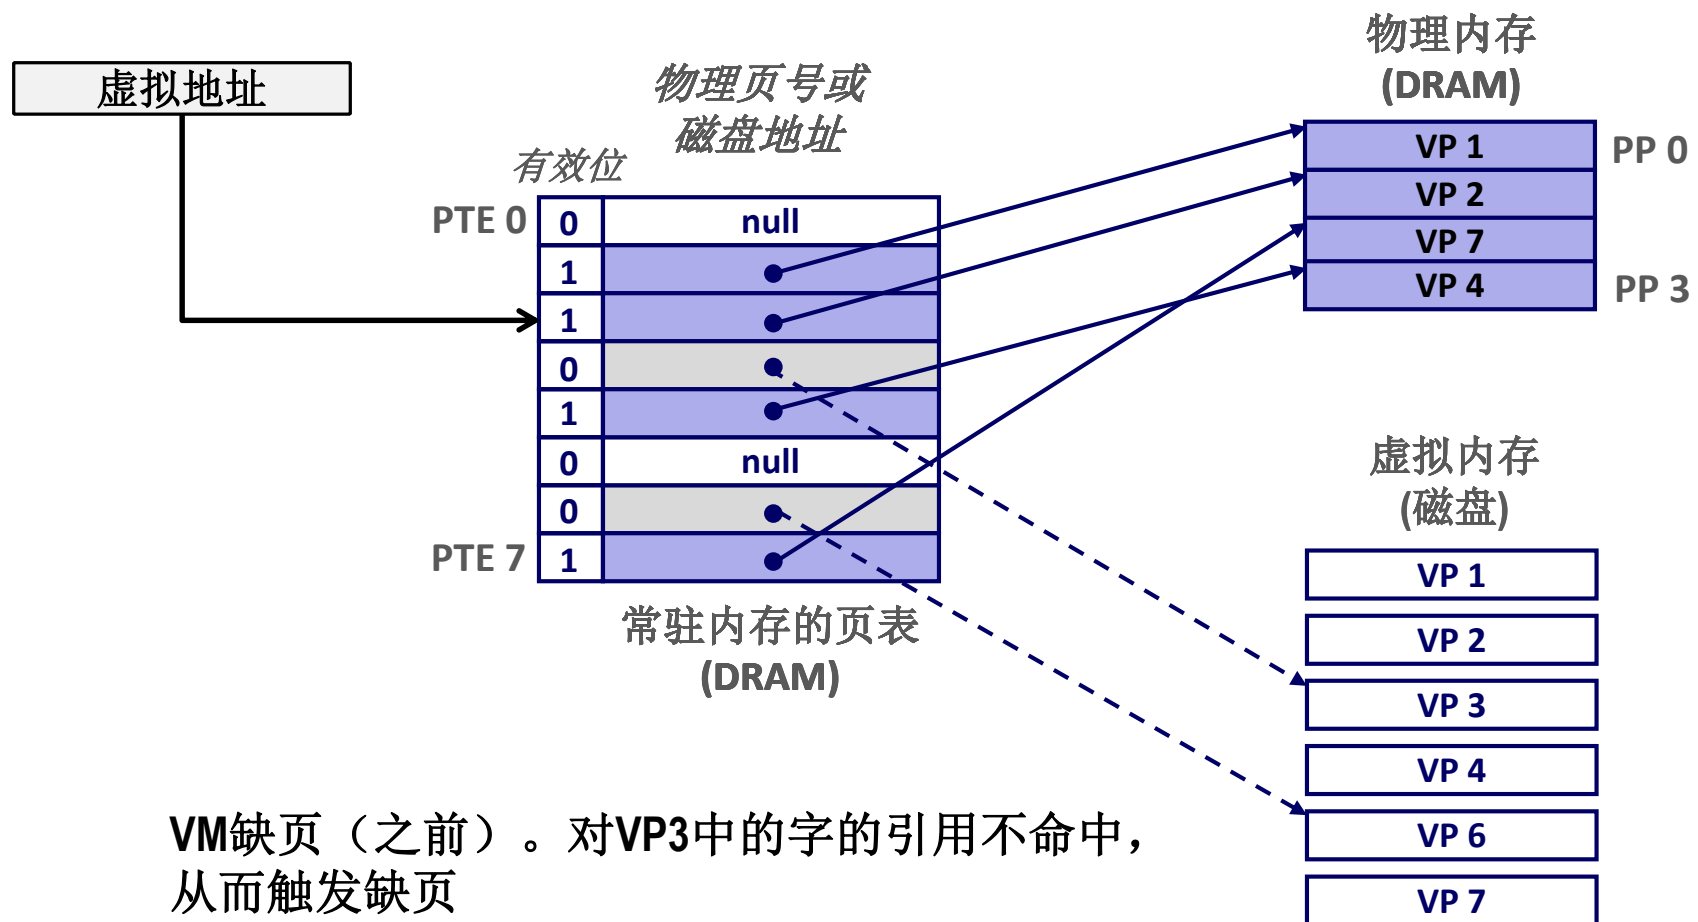 虚拟地址
物理页号或
磁盘地址
有效位
PTE 0
0
null
1
1
0
1
0
null
0
PTE 7
1
常驻内存的页表
(DRAM)
物理内存
(DRAM)
VP 1
PP 0
VP 2
VP 7
VP 4
PP 3
虚拟内存
(磁盘)
VP 1
VP 2
VP 3
VP 4
VP 6
VP 7
VM缺页（之前）。对VP3中的字的引用不命中，
从而触发缺页